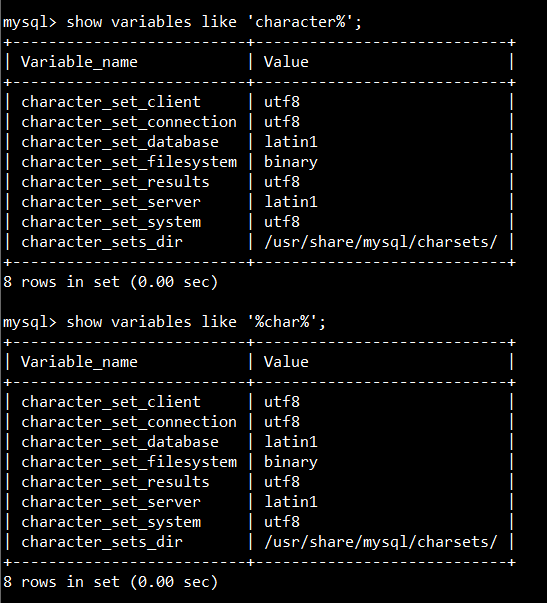 mysql> show variables like 'character%';
+--------------------------+----------------------------+
| Variable_name            | Value                      |
+--------------------------+----------------------------+
| character_set_client     | utf8                       |
| character_set_connection | utf8                       |
| character_set_database   | latin1                     |
| character_set_filesystem | binary                     |
| character_set_results    | utf8                       |
| character_set_server     | latin1                     |
| character_set_system     | utf8                       |
| character_sets_dir       | /usr/share/mysql/charsets/ |
+--------------------------+----------------------------+
8 rows in set (0.00 sec)

mysql> show variables like '%char%';
+--------------------------+----------------------------+
| Variable_name            | Value                      |
+--------------------------+----------------------------+
| character_set_client     | utf8                       |
| character_set_connection | utf8                       |
| character_set_database   | latin1                     |
| character_set_filesystem | binary                     |
| character_set_results    | utf8                       |
| character_set_server     | latin1                     |
| character_set_system     | utf8                       |
| character_sets_dir       | /usr/share/mysql/charsets/ |
+--------------------------+----------------------------+
8 rows in set (0.00 sec)